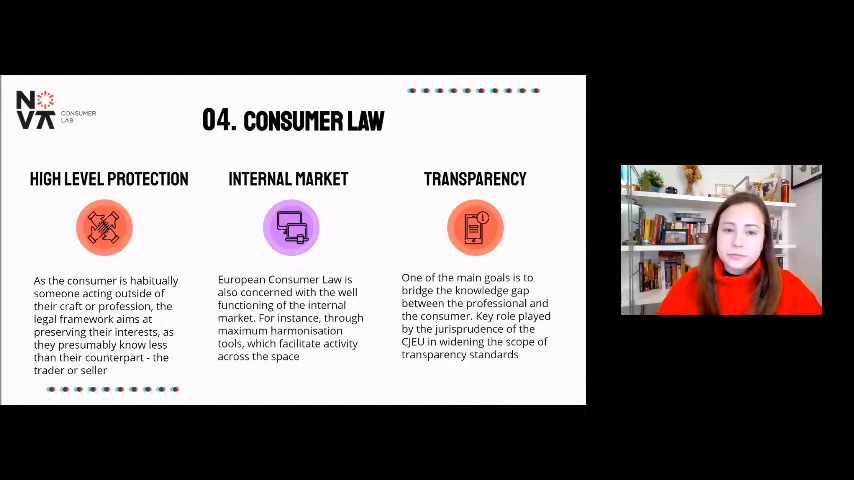 NOVA
CONSUMER
LAB
04. CONSUMER LAW
HIGH LEVEL PROTECTION
As the consumer is habitually
someone acting outside of
their craft or profession, the
legal framework aims at
preserving their interests, as
they presumably know less
than their counterpart - the
trader or seller
INTERNAL MARKET
European Consumer Law is
also concerned with the well
functioning of the internal
market. For instance, through
maximum harmonisation
tools, which facilitate activity
across the space
TRANSPARENCY
One of the main goals is to
bridge the knowledge gap
between the professional and
the consumer. Key role played
by the jurisprudence of the
CJEU in widening the scope of
transparency standards